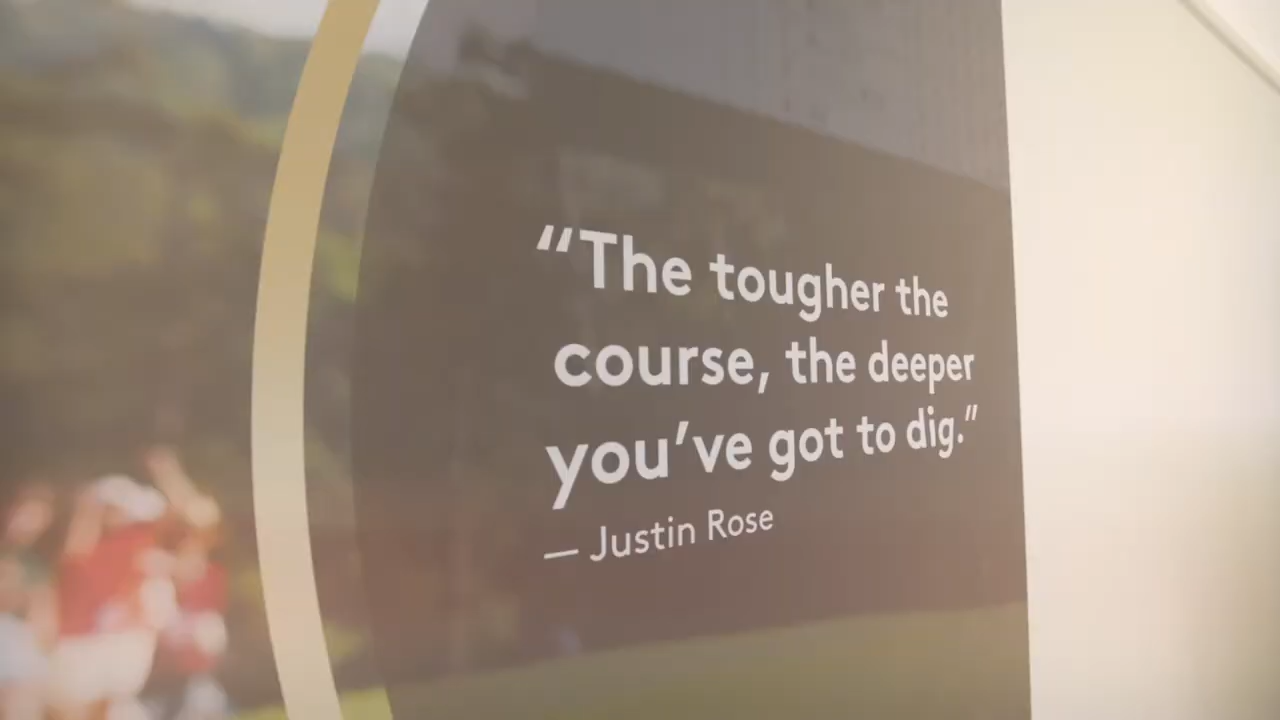 “The tougher the
course, the deeper
you’ve got to dig.”
— Justin Rose